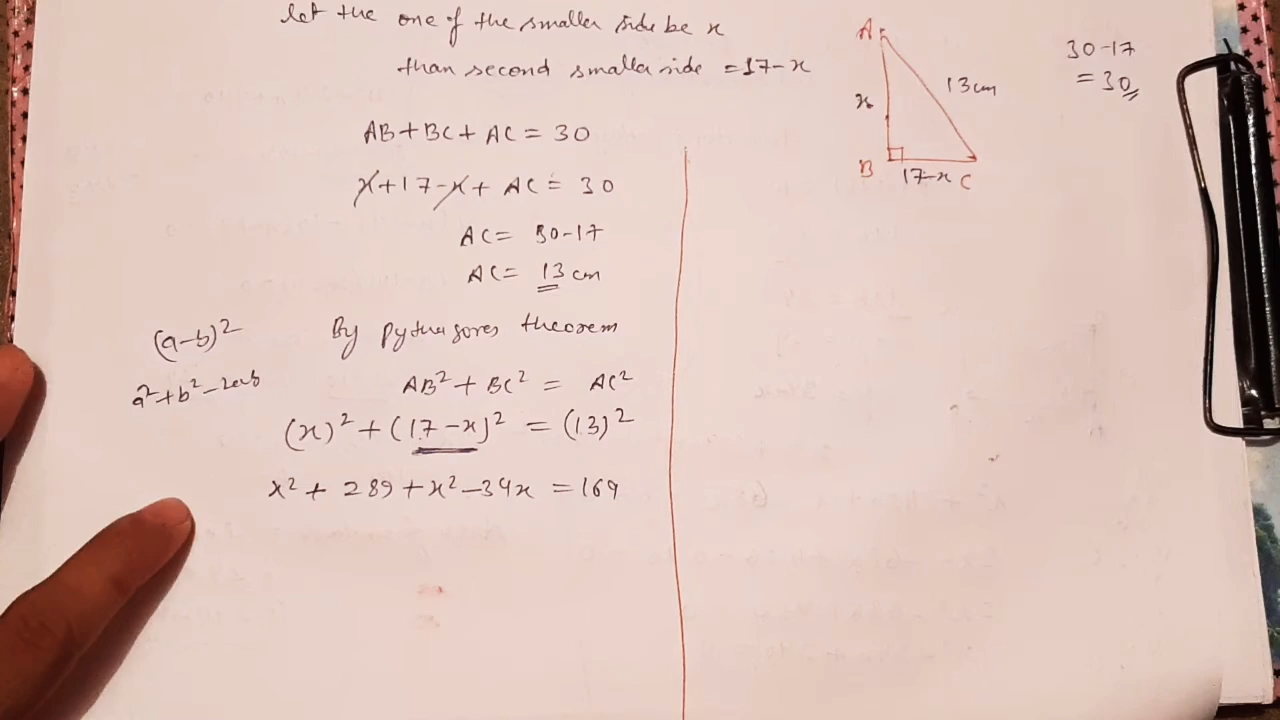 let the one of the smaller side be x
than second smaller side = 17-x
AB+BC+AC = 30
x+17-x+ AC = 30
AC = 30-17
AC = 13 cm
(a-b)²
By pythagores theorem
a²+b²-2ab
AB²+ BC² = AC²
(x)²+(17-x)² = (13)²
x²+ 289+x²-34x = 169
A
13cm
x
B
17-x
C
30-17
= 30